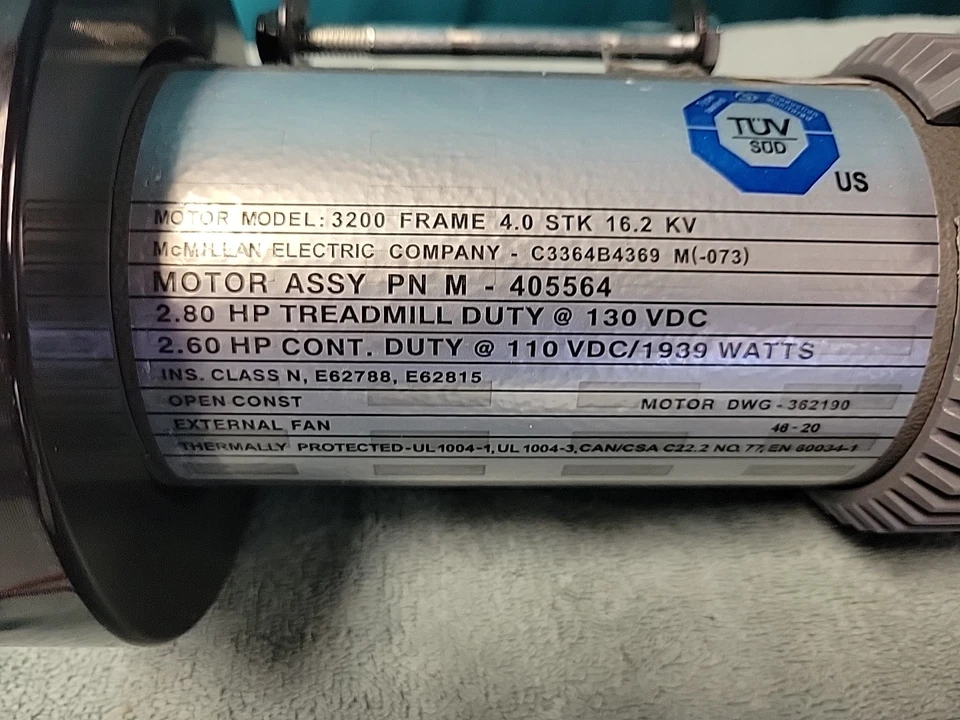 TÜV
SÜD
US
MOTOR MODEL: 3200 FRAME 4.0 STK 16.2 KV
McMILLAN ELECTRIC COMPANY - C3364B4369 M(-073)
MOTOR ASSY PN M - 405564
2.80 HP TREADMILL DUTY @ 130 VDC
2.60 HP CONT. DUTY @ 110 VDC/1939 WATTS
INS. CLASS N, E62788, E62815
OPEN CONST MOTOR DWG - 362190
EXTERNAL FAN 46 - 20
THERMALLY PROTECTED-UL1004-1, UL 1004-3, CAN/CSA C22.2 NO. 77, EN 60034-1